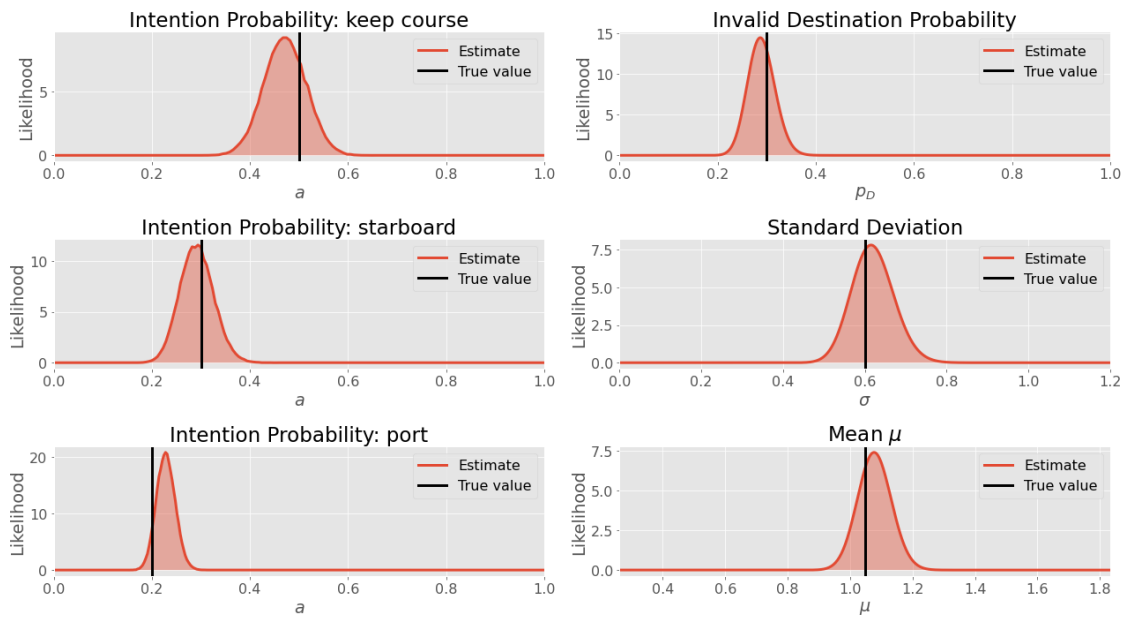 Intention Probability: keep course
Likelihood
5
0
Estimate
True value
0.0 0.2 0.4 0.6 0.8 1.0
a
Invalid Destination Probability
Likelihood
15
10
5
0
Estimate
True value
0.0 0.2 0.4 0.6 0.8 1.0
p_D
Intention Probability: starboard
Likelihood
10
5
0
Estimate
True value
0.0 0.2 0.4 0.6 0.8 1.0
a
Standard Deviation
Likelihood
7.5
5.0
2.5
0.0
Estimate
True value
0.0 0.2 0.4 0.6 0.8 1.0 1.2
σ
Intention Probability: port
Likelihood
20
10
0
Estimate
True value
0.0 0.2 0.4 0.6 0.8 1.0
a
Mean μ
Likelihood
7.5
5.0
2.5
0.0
Estimate
True value
0.4 0.6 0.8 1.0 1.2 1.4 1.6 1.8
μ